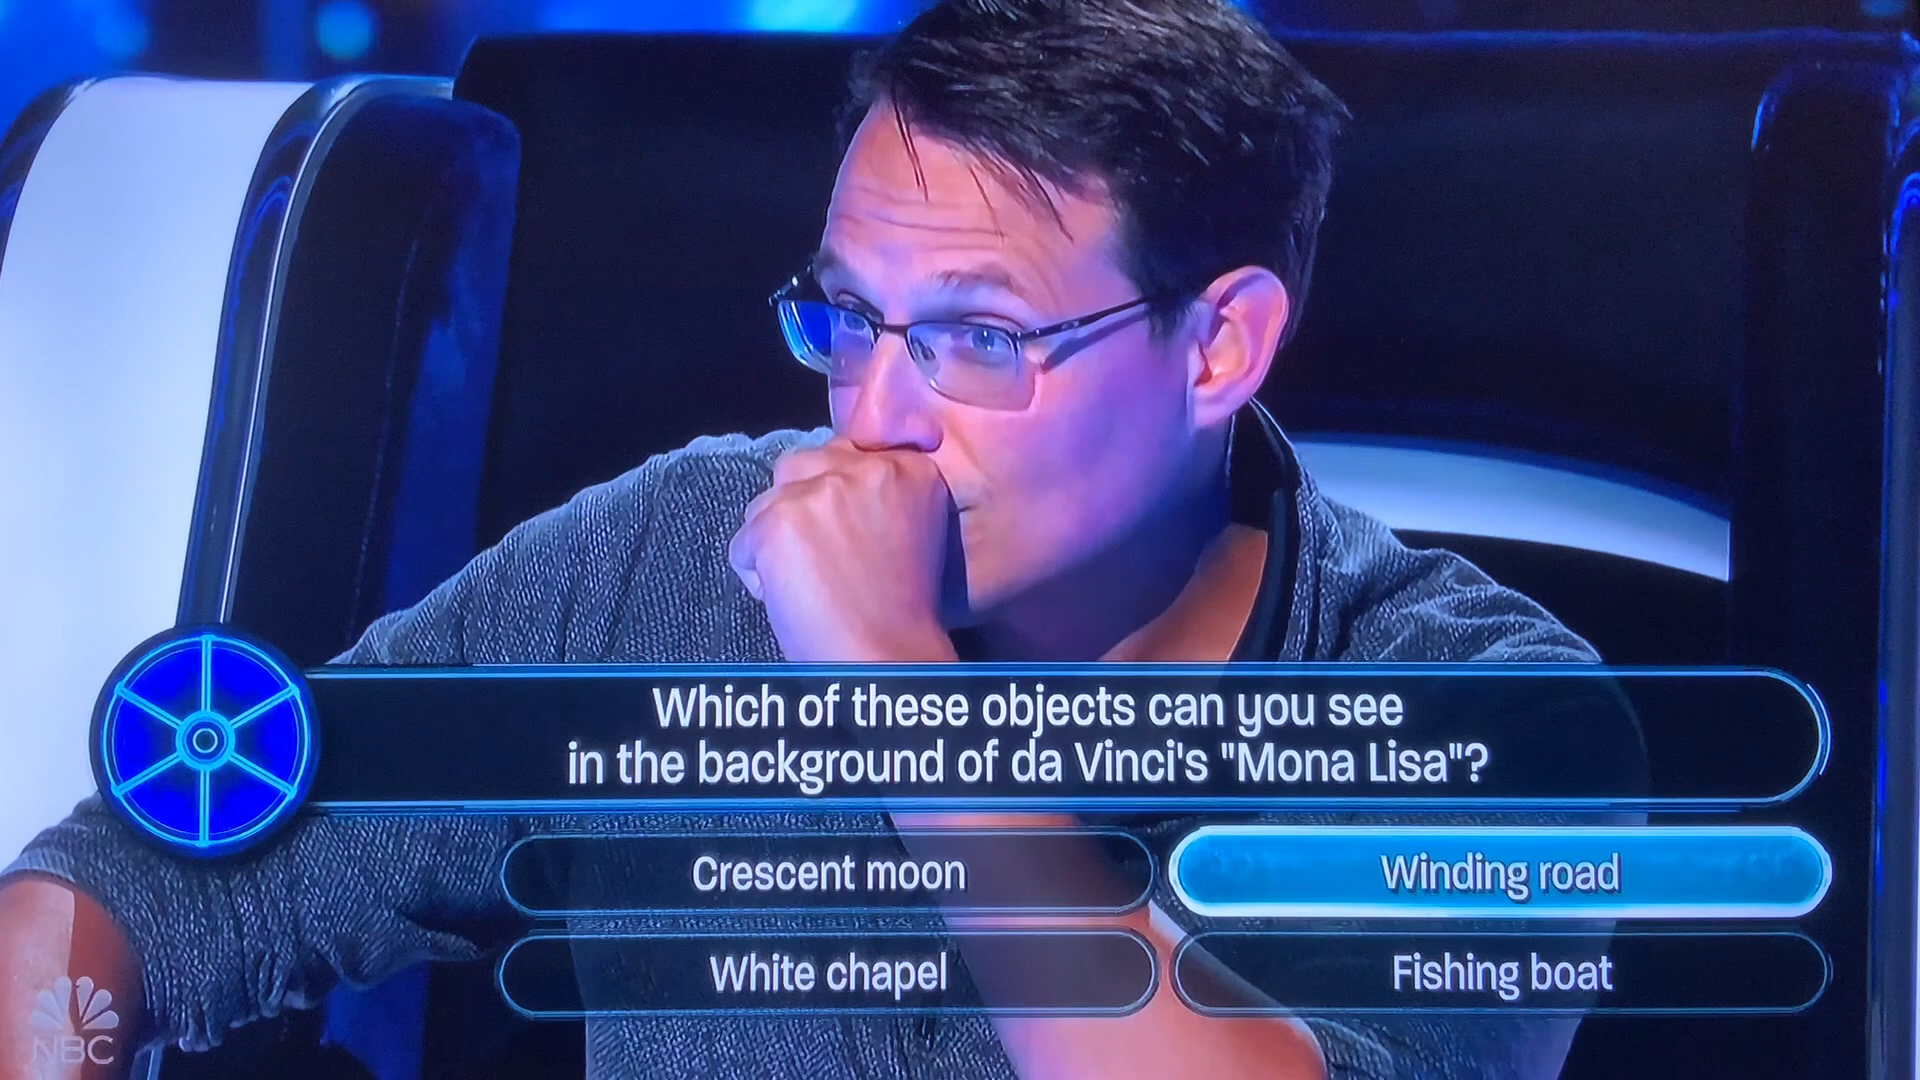 Which of these objects can you see
in the background of da Vinci's "Mona Lisa"?
Crescent moon
Winding road
White chapel
Fishing boat
NBC